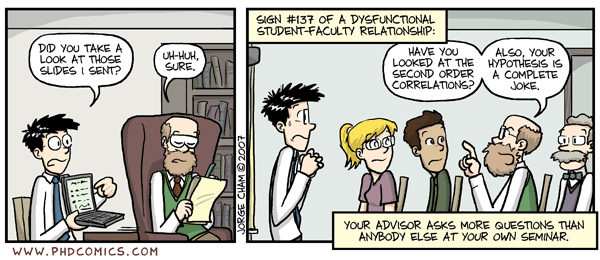 DID YOU TAKE A
LOOK AT THOSE
SLIDES I SENT?
UH-HUH,
SURE.
JORGE CHAM © 2007
SIGN #137 OF A DYSFUNCTIONAL
STUDENT-FACULTY RELATIONSHIP:
HAVE YOU
LOOKED AT THE
SECOND ORDER
CORRELATIONS?
ALSO, YOUR
HYPOTHESIS IS
A COMPLETE
JOKE.
YOUR ADVISOR ASKS MORE QUESTIONS THAN
ANYBODY ELSE AT YOUR OWN SEMINAR.
WWW.PHDCOMICS.COM